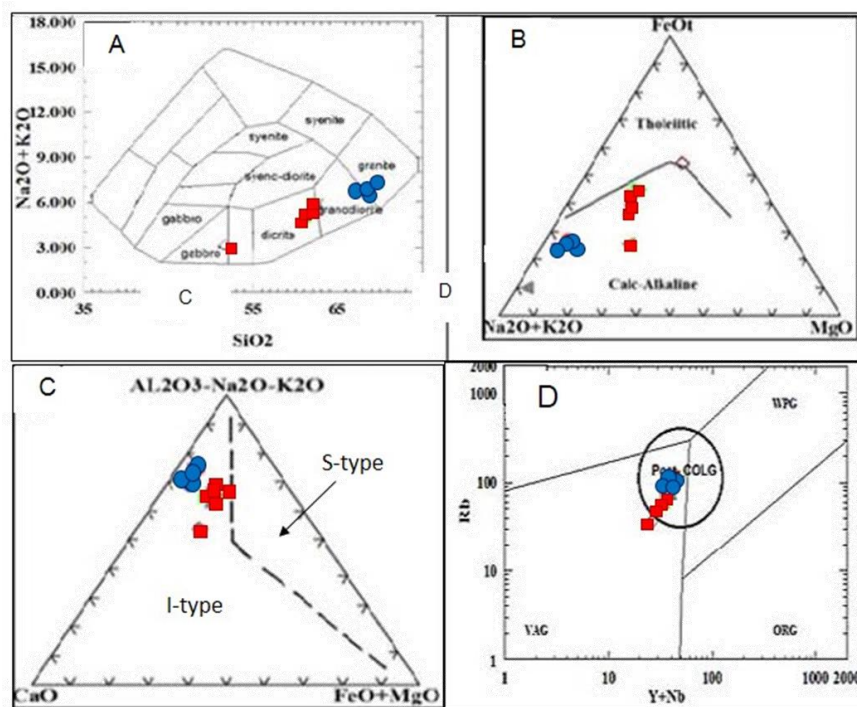 A
18.000
15.000
12.000
9.000
6.000
3.000
0.000
Na2O+K2O
syenite
syenite
syenc-diorite
granite
granodiorite
gabbro
diorite
gabbro
C
D
35
55
65
SiO2
B
FeOt
Tholeiitic
Calc-Alkaline
Na2O+K2O
MgO
C
AL2O3-Na2O-K2O
S-type
I-type
CaO
FeO+MgO
D
2000
1000
100
10
1
Rb
WPG
Post-COLG
VAG
ORG
1
10
100
1000 2000
Y+Nb